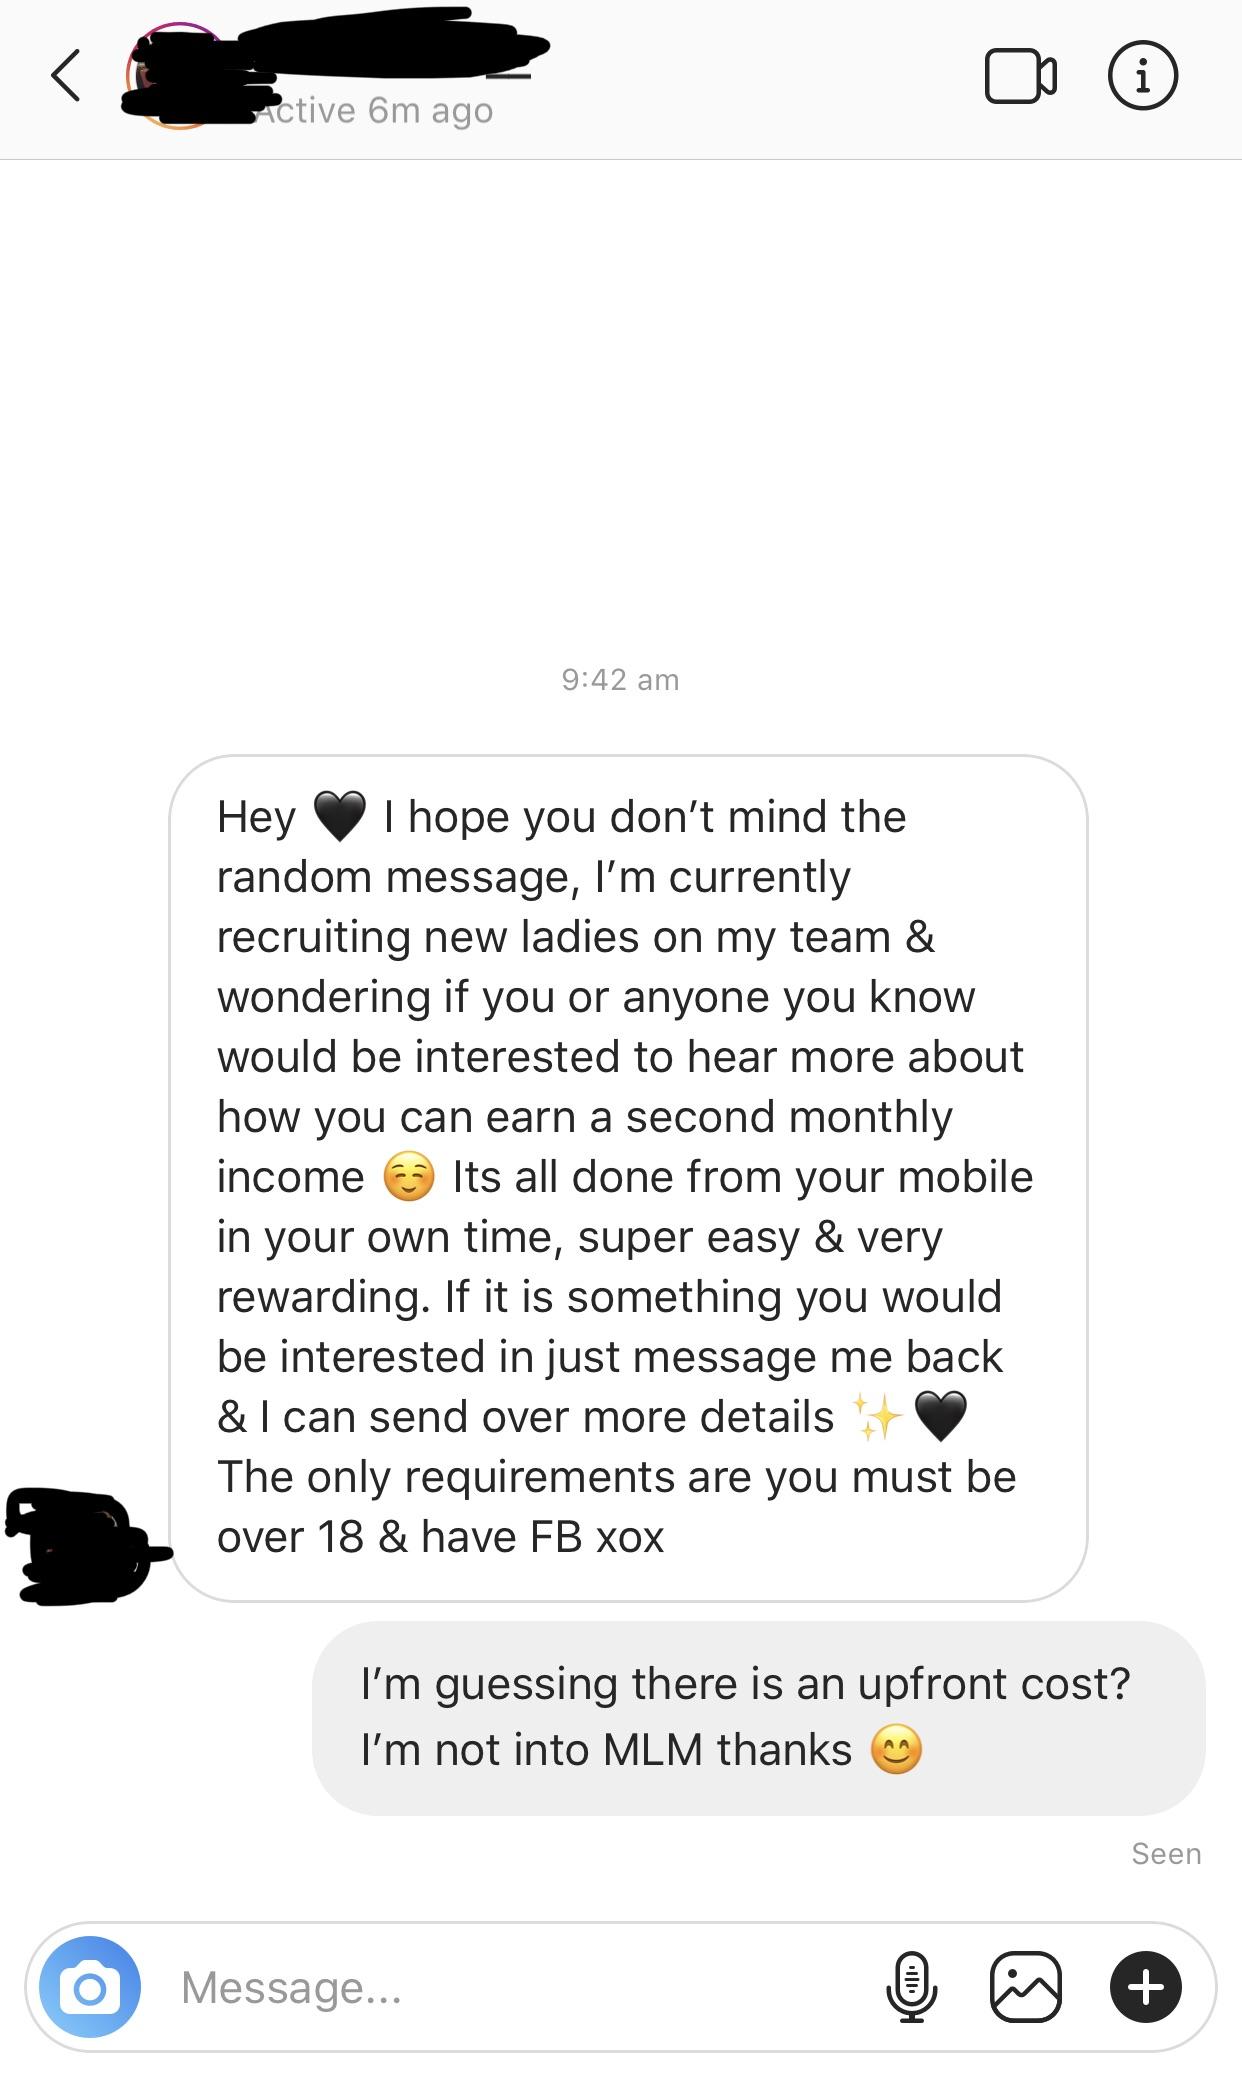 Active 6m ago
9:42 am
Hey 🖤 I hope you don’t mind the
random message, I’m currently
recruiting new ladies on my team &
wondering if you or anyone you know
would be interested to hear more about
how you can earn a second monthly
income ☺️ Its all done from your mobile
in your own time, super easy & very
rewarding. If it is something you would
be interested in just message me back
& I can send over more details ✨🖤
The only requirements are you must be
over 18 & have FB xox
I’m guessing there is an upfront cost?
I’m not into MLM thanks 😊
Seen
Message...